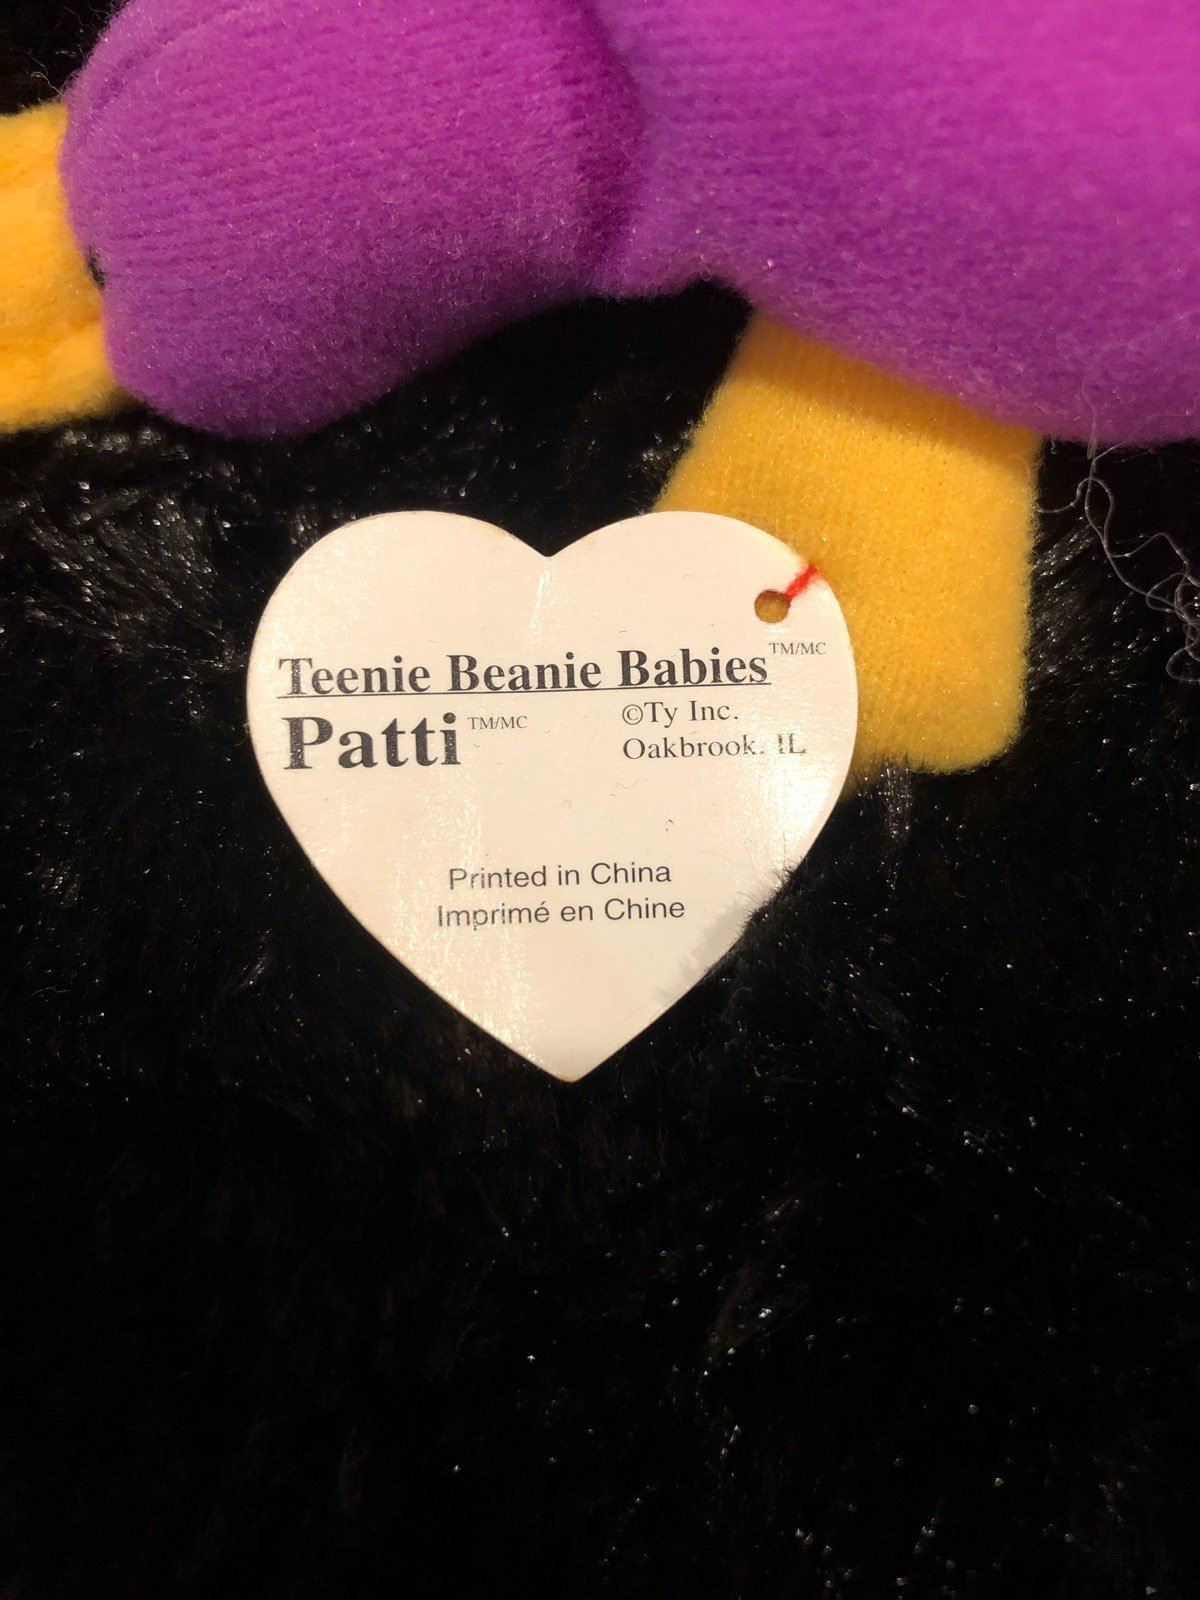 Teenie Beanie Babies TM/MC
Patti TM/MC
©Ty Inc.
Oakbrook, IL
Printed in China
Imprimé en Chine